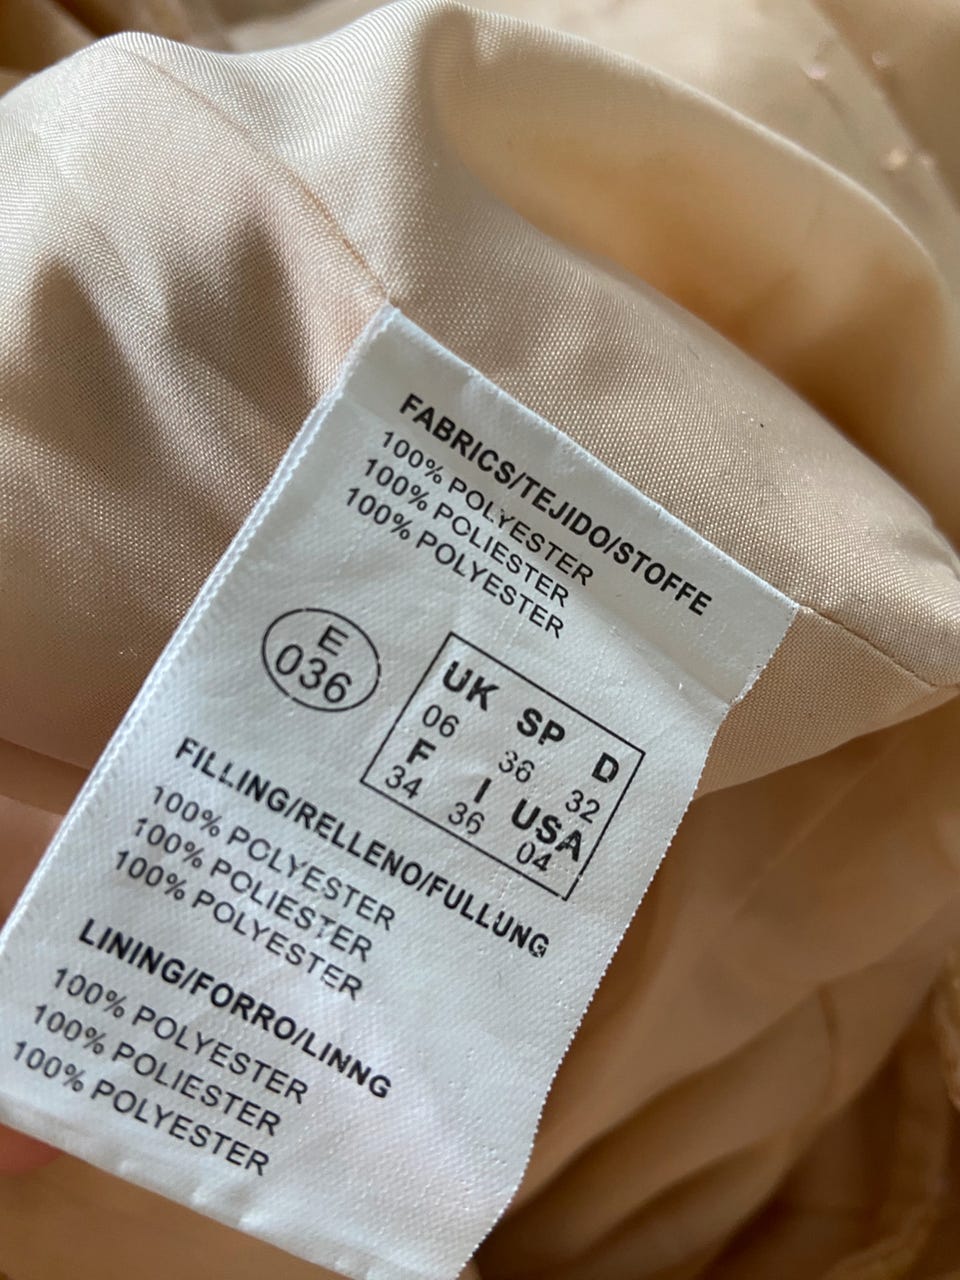 FABRICS/TEJIDO/STOFFE
100% POLYESTER
100% POLIESTER
100% POLYESTER
E
036
UK SP D
06 36 32
F I USA
34 36 04
FILLING/RELLENO/FULLUNG
100% POLYESTER
100% POLIESTER
100% POLYESTER
LINING/FORRO/LINNG
100% POLYESTER
100% POLIESTER
100% POLYESTER